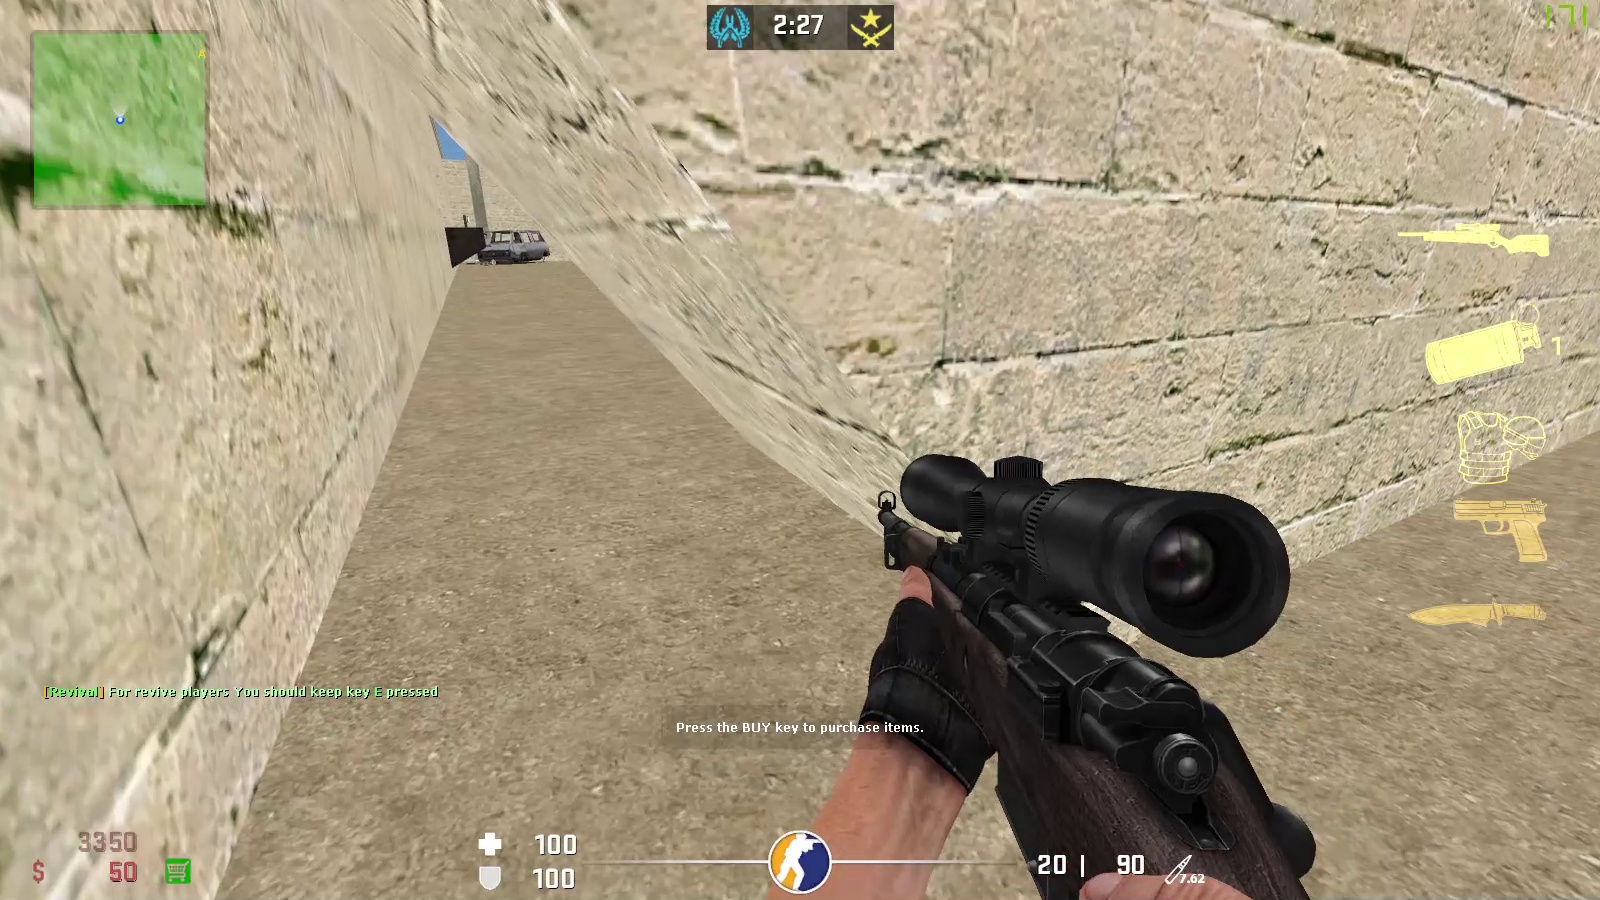 2:27
171
A
1
[Revival] For revive players You should keep key E pressed
Press the BUY key to purchase items.
3350
$ 50
100
100
20 | 90
7.62